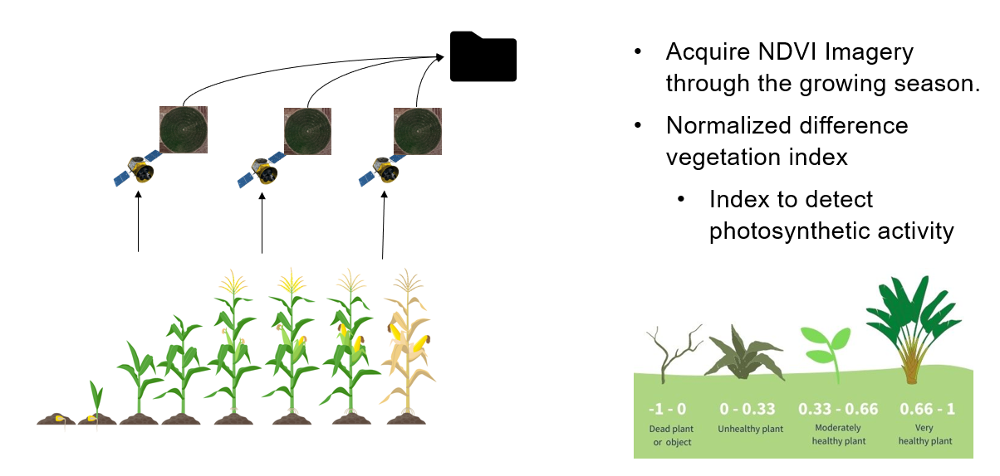 • Acquire NDVI Imagery
through the growing season.
• Normalized difference
vegetation index
• Index to detect
photosynthetic activity
-1 - 0 0 - 0.33 0.33 - 0.66 0.66 - 1
Dead plant Unhealthy plant Moderately Very
or object healthy plant healthy plant